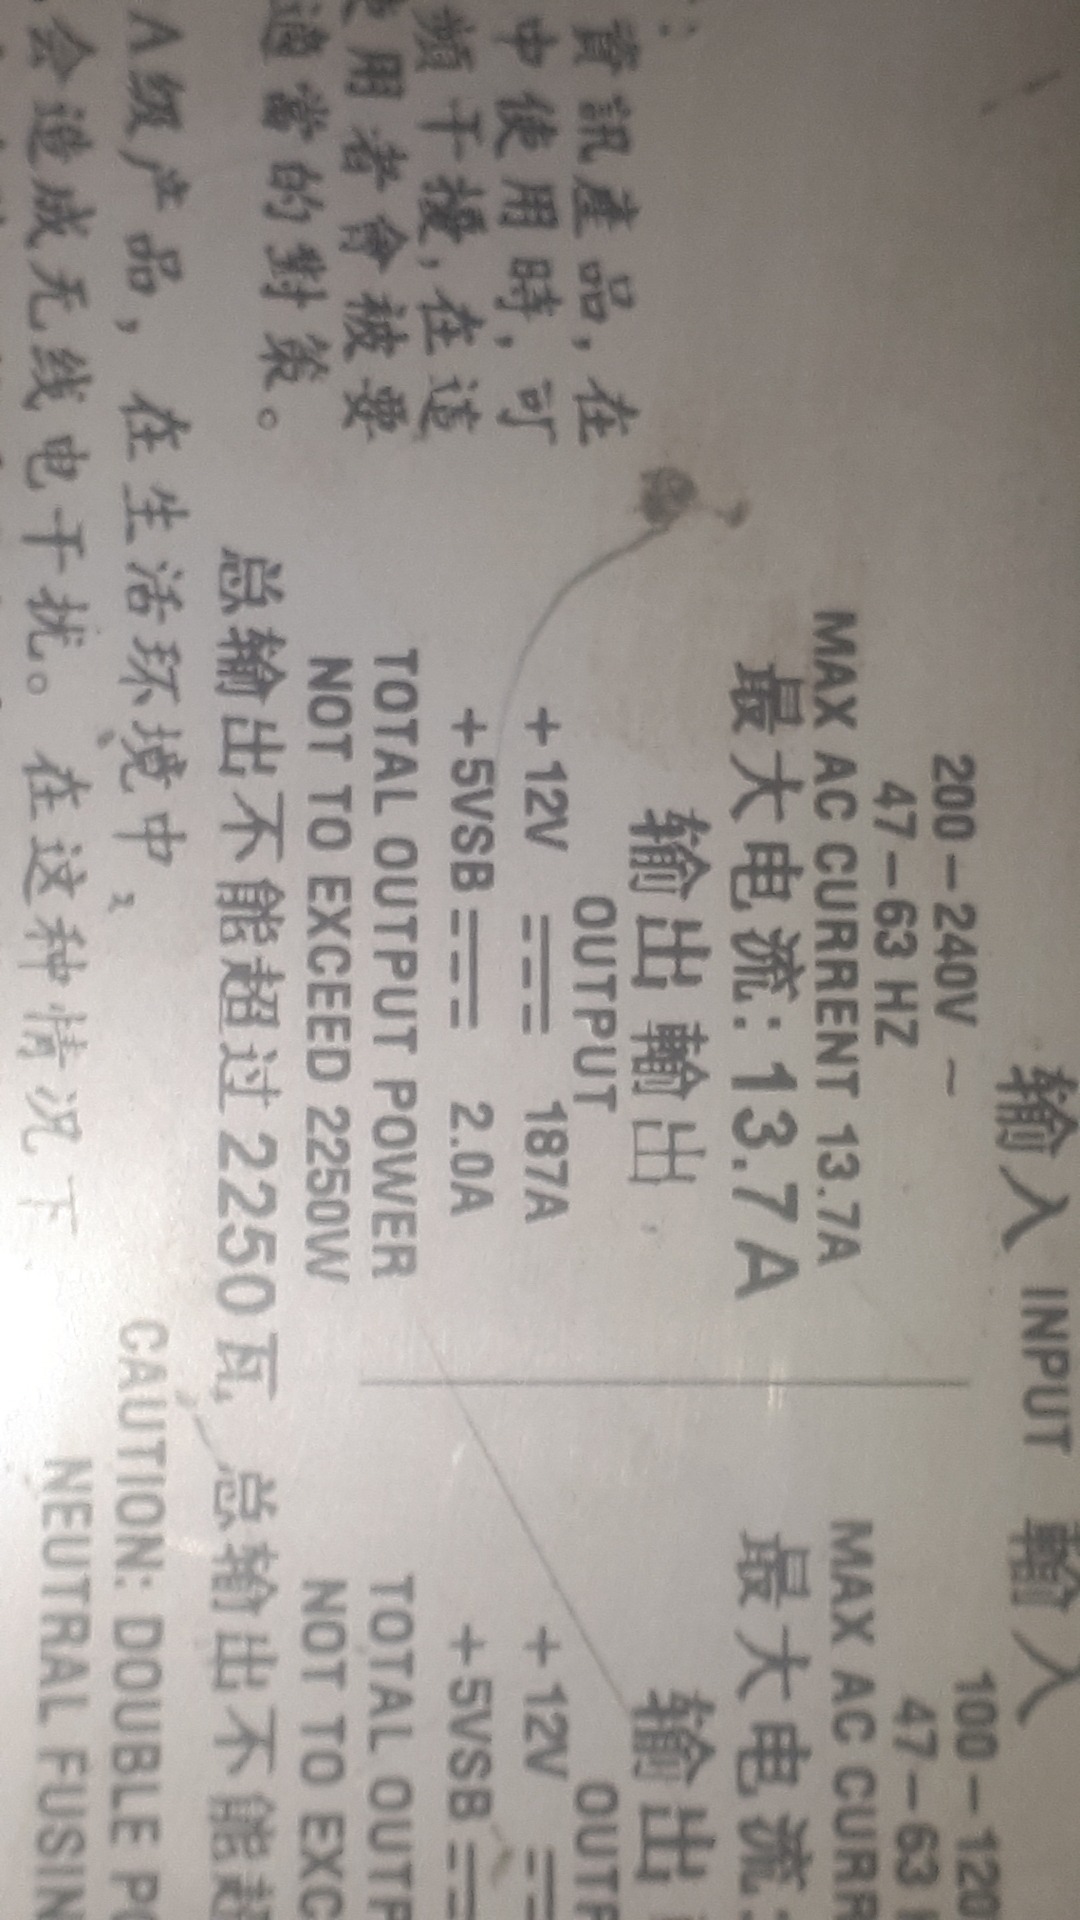 输入 INPUT 輸入
200-240V ~
47-63 HZ
MAX AC CURRENT 13.7A
最大电流: 13.7A
输出 輸出
OUTPUT
+12V ⎓ 187A
+5VSB ⎓ 2.0A
TOTAL OUTPUT POWER
NOT TO EXCEED 2250W
总输出不能超过2250瓦,
100-120
47-63
MAX AC CURR
最大电流:
输出
OUTP
+12V ⎓
+5VSB ⎓
TOTAL OUTP
NOT TO EXC
总输出不能超
資訊產品,在
中使用時,可
頻干擾,在這
使用者會被要
適當的對策。
A级产品, 在生活环境中,
会造成无线电干扰。在这种情况下
CAUTION: DOUBLE PO
NEUTRAL FUSIN